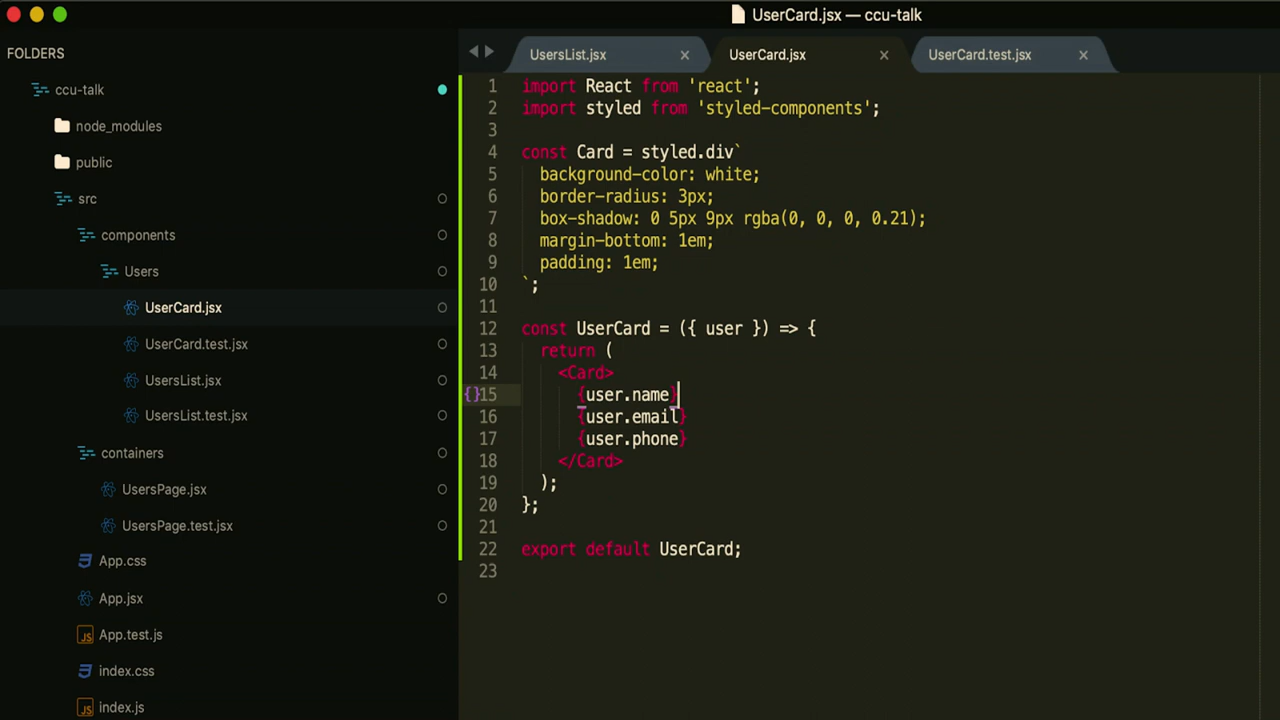 UserCard.jsx — ccu-talk
FOLDERS
ccu-talk
node_modules
public
src
components
Users
UserCard.jsx
UserCard.test.jsx
UsersList.jsx
UsersList.test.jsx
containers
UsersPage.jsx
UsersPage.test.jsx
App.css
App.jsx
JS App.test.js
index.css
JS index.js
UsersList.jsx × UserCard.jsx × UserCard.test.jsx ×
1 import React from 'react';
2 import styled from 'styled-components';
3
4 const Card = styled.div`
5   background-color: white;
6   border-radius: 3px;
7   box-shadow: 0 5px 9px rgba(0, 0, 0, 0.21);
8   margin-bottom: 1em;
9   padding: 1em;
10 `;
11
12 const UserCard = ({ user }) => {
13   return (
14     <Card>
{}15       {user.name}
16       {user.email}
17       {user.phone}
18     </Card>
19   );
20 };
21
22 export default UserCard;
23